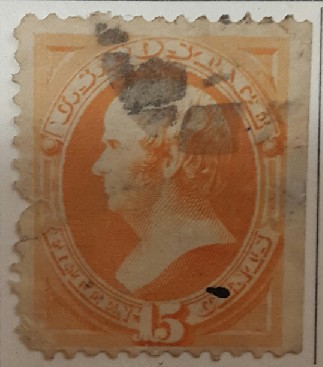 U. S. POSTAGE
FIFTEEN 15 CENTS